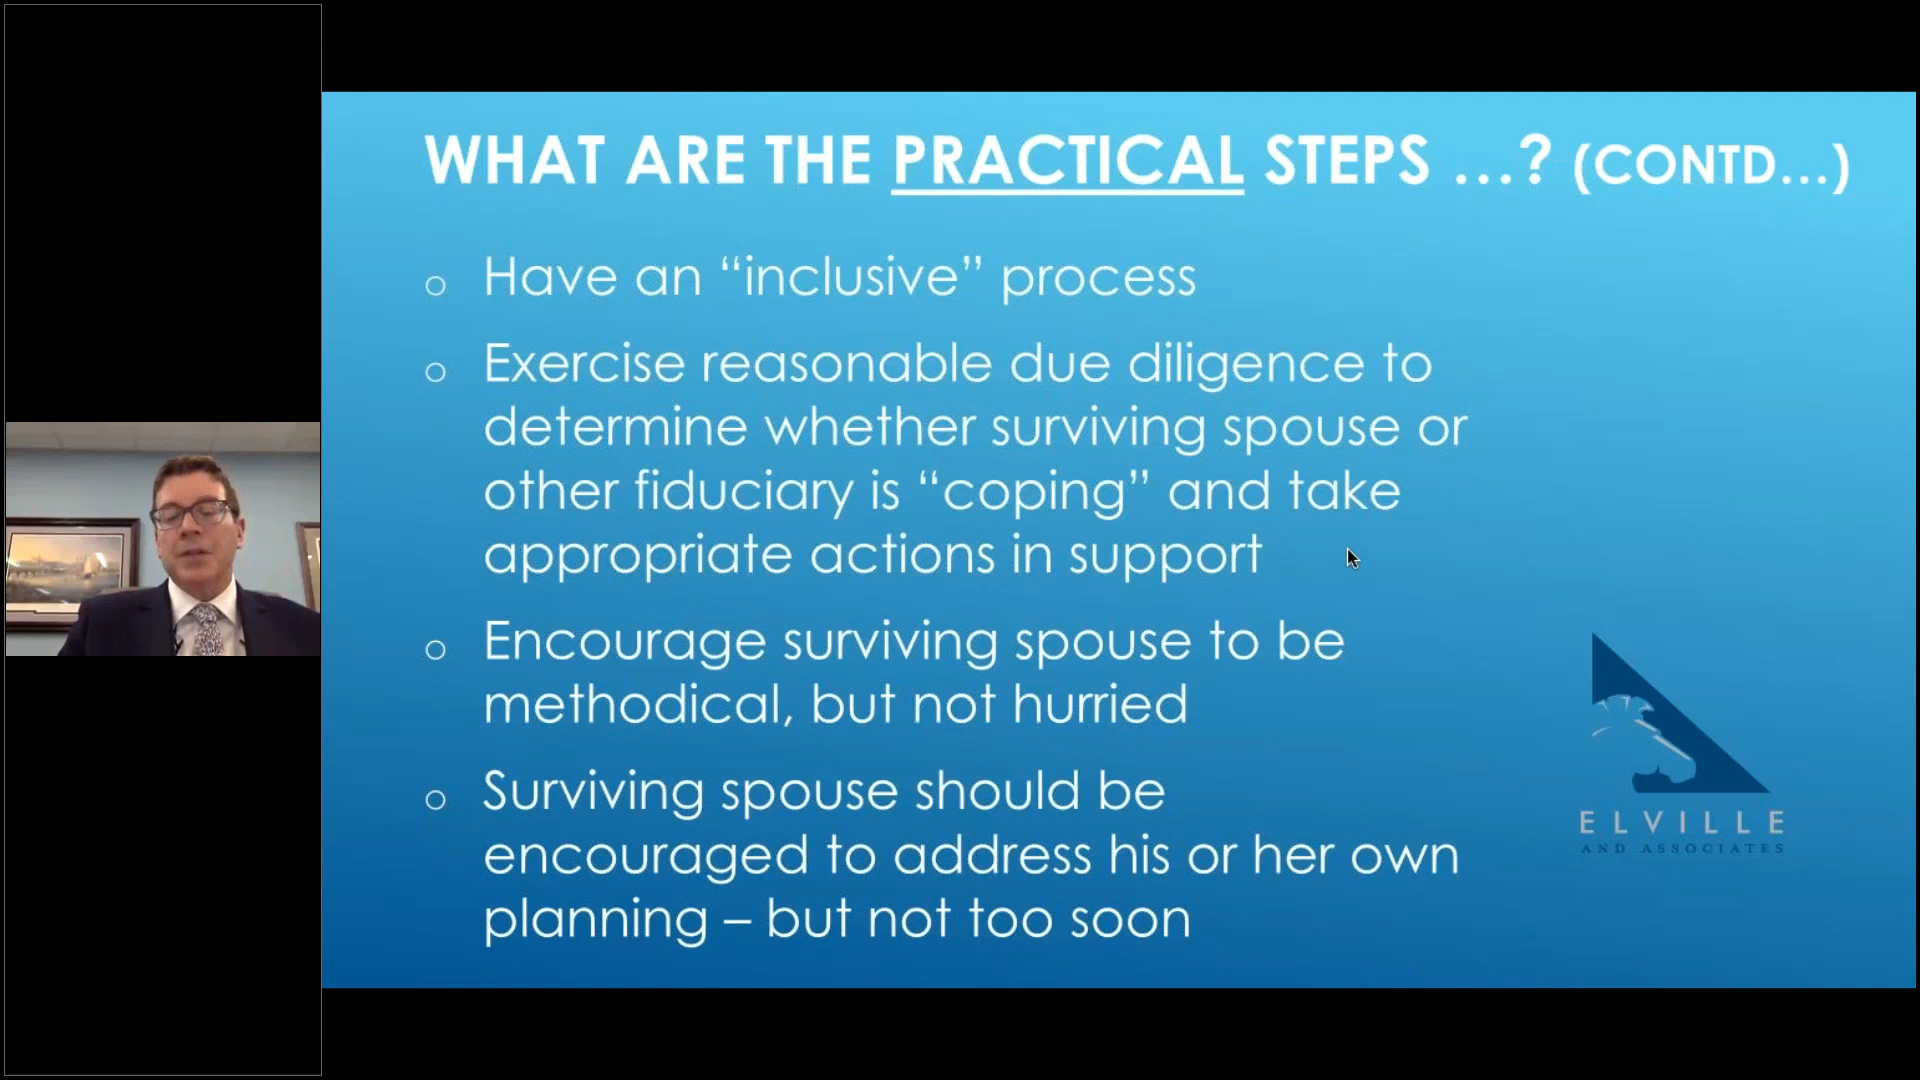 WHAT ARE THE PRACTICAL STEPS ...? (CONTD...)
o Have an “inclusive” process
o Exercise reasonable due diligence to
determine whether surviving spouse or
other fiduciary is “coping” and take
appropriate actions in support
o Encourage surviving spouse to be
methodical, but not hurried
o Surviving spouse should be
encouraged to address his or her own
planning – but not too soon
ELVILLE
AND ASSOCIATES